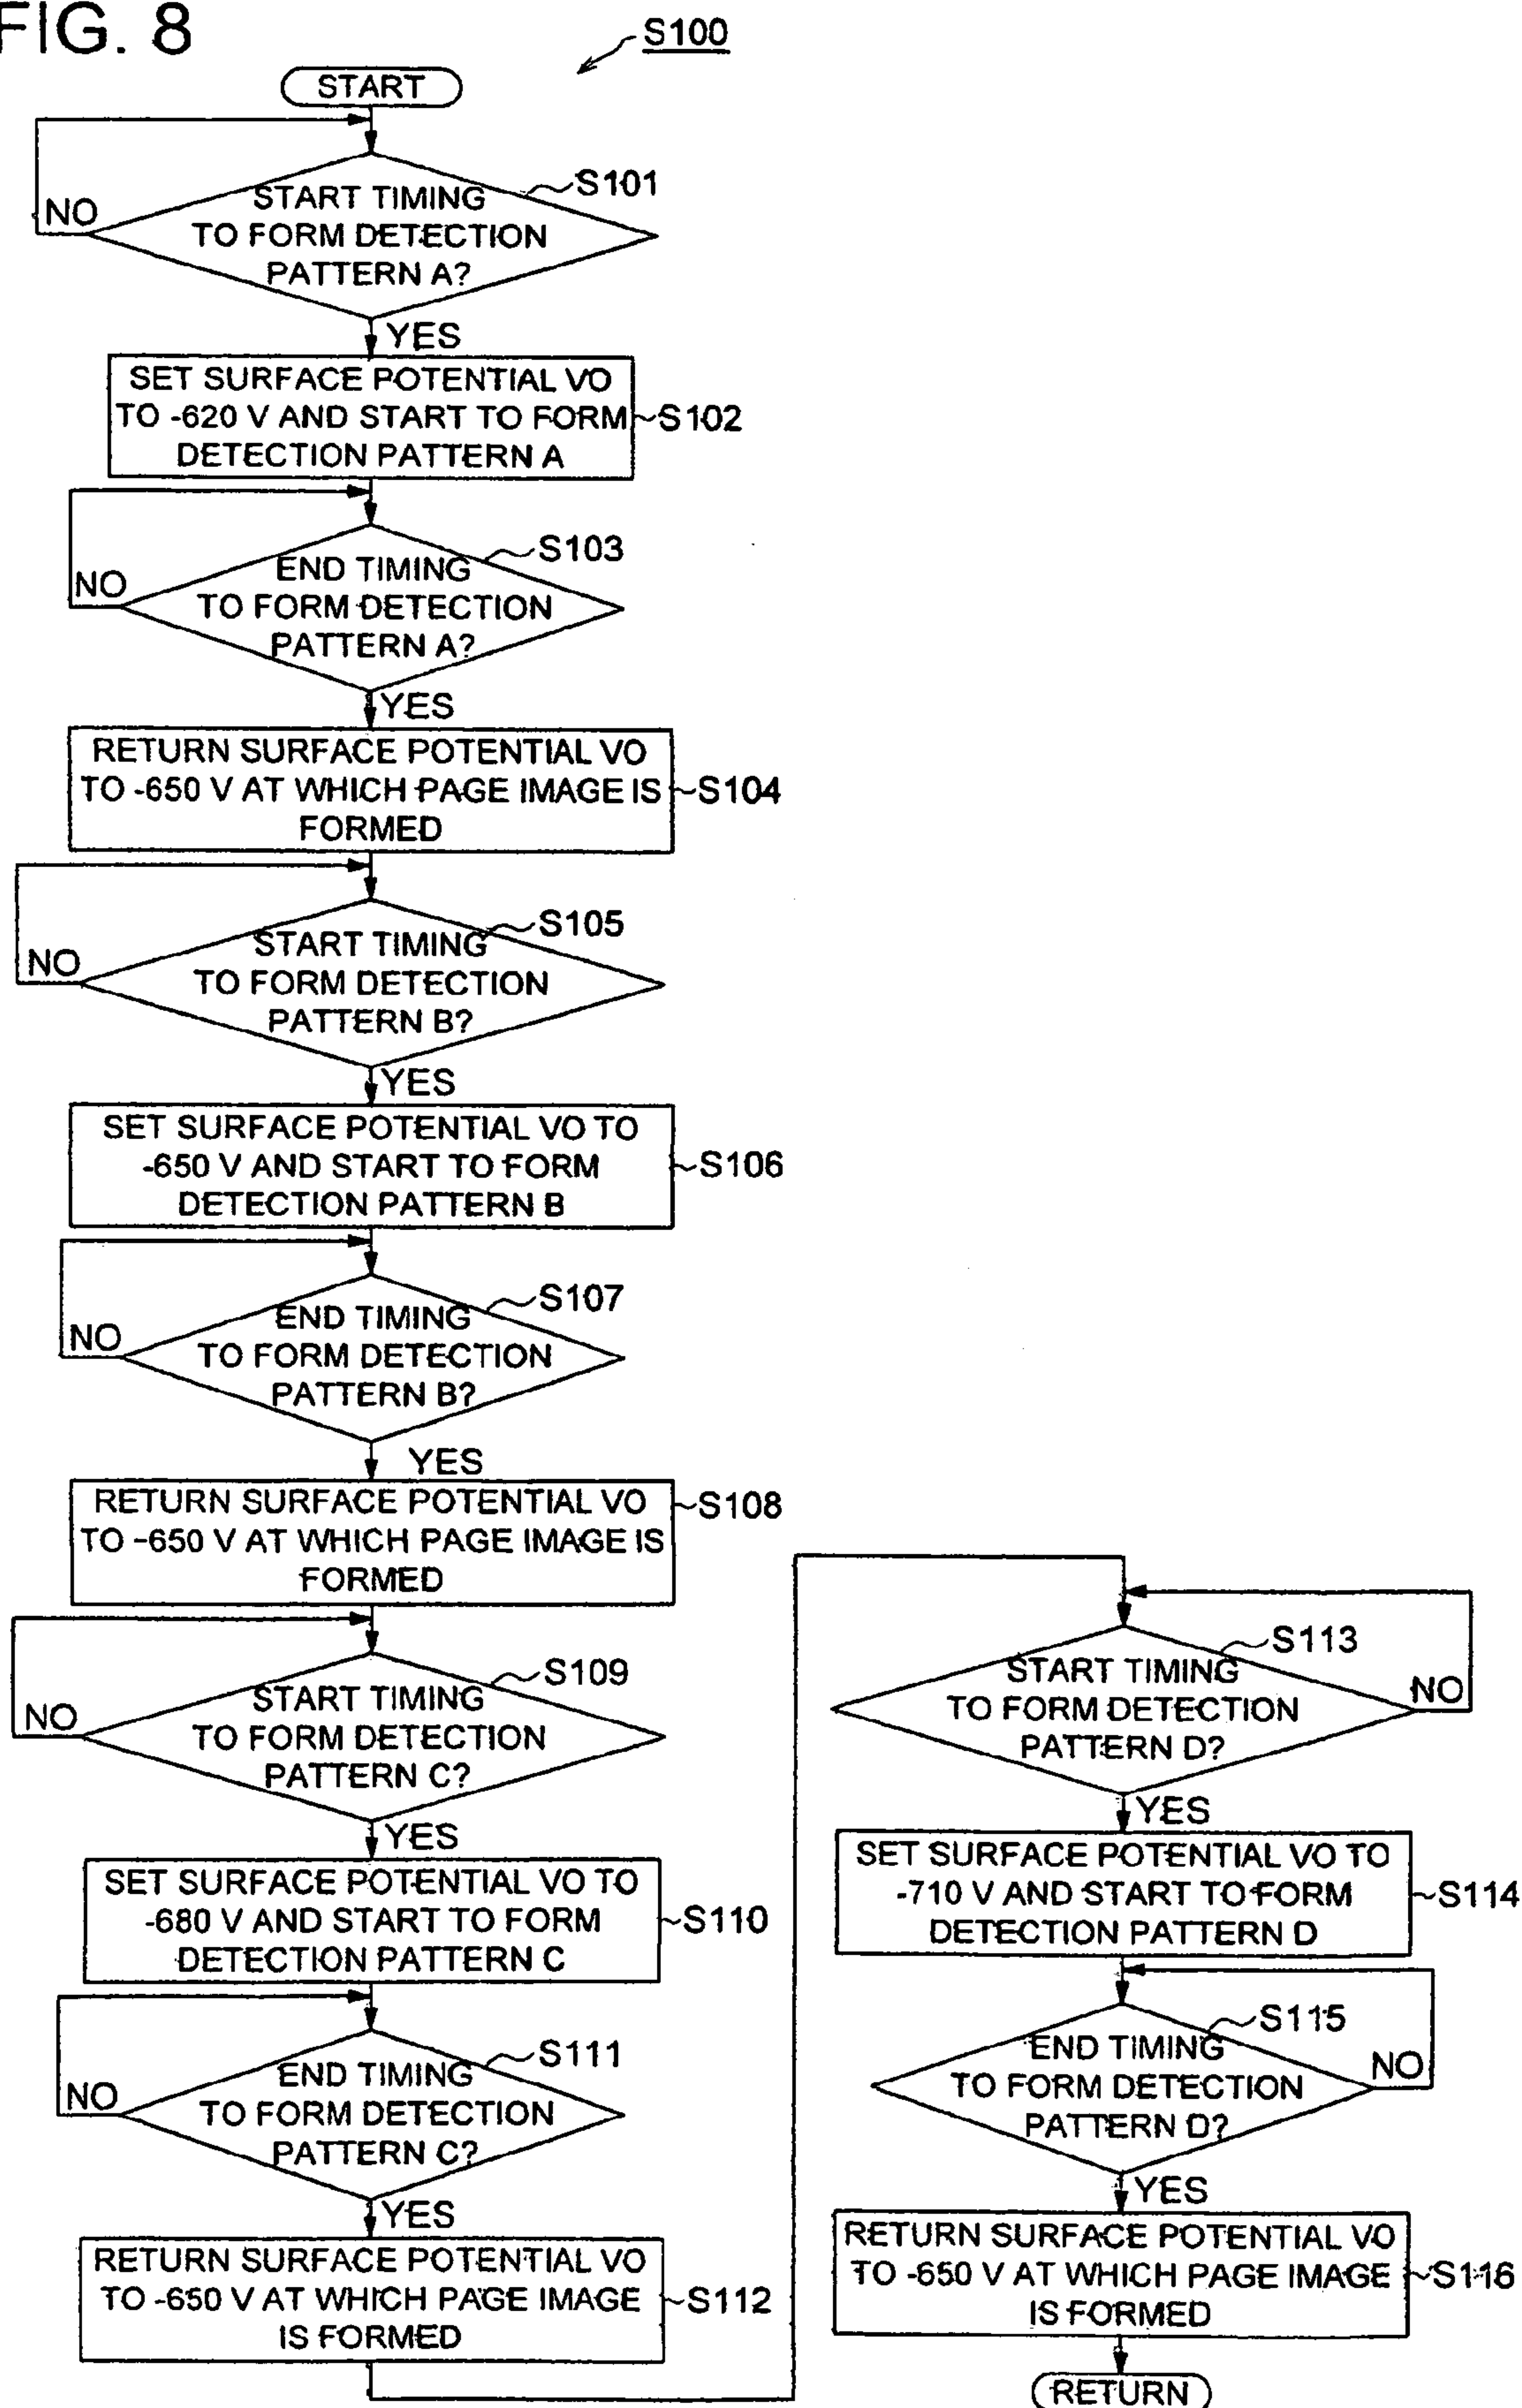 FIG. 8
S100
START
S101
START TIMING
TO FORM DETECTION
PATTERN A?
NO
YES
SET SURFACE POTENTIAL VO
TO -620 V AND START TO FORM
DETECTION PATTERN A
S102
S103
END TIMING
TO FORM DETECTION
PATTERN A?
NO
YES
RETURN SURFACE POTENTIAL VO
TO -650 V AT WHICH PAGE IMAGE IS
FORMED
S104
S105
START TIMING
TO FORM DETECTION
PATTERN B?
NO
YES
SET SURFACE POTENTIAL VO TO
-650 V AND START TO FORM
DETECTION PATTERN B
S106
S107
END TIMING
TO FORM DETECTION
PATTERN B?
NO
YES
RETURN SURFACE POTENTIAL VO
TO -650 V AT WHICH PAGE IMAGE IS
FORMED
S108
S109
START TIMING
TO FORM DETECTION
PATTERN C?
NO
YES
SET SURFACE POTENTIAL VO TO
-680 V AND START TO FORM
DETECTION PATTERN C
S110
S111
END TIMING
TO FORM DETECTION
PATTERN C?
NO
YES
RETURN SURFACE POTENTIAL VO
TO -650 V AT WHICH PAGE IMAGE
IS FORMED
S112
S113
START TIMING
TO FORM DETECTION
PATTERN D?
NO
YES
SET SURFACE POTENTIAL VO TO
-710 V AND START TO FORM
DETECTION PATTERN D
S114
S115
END TIMING
TO FORM DETECTION
PATTERN D?
NO
YES
RETURN SURFACE POTENTIAL VO
TO -650 V AT WHICH PAGE IMAGE
IS FORMED
S116
RETURN